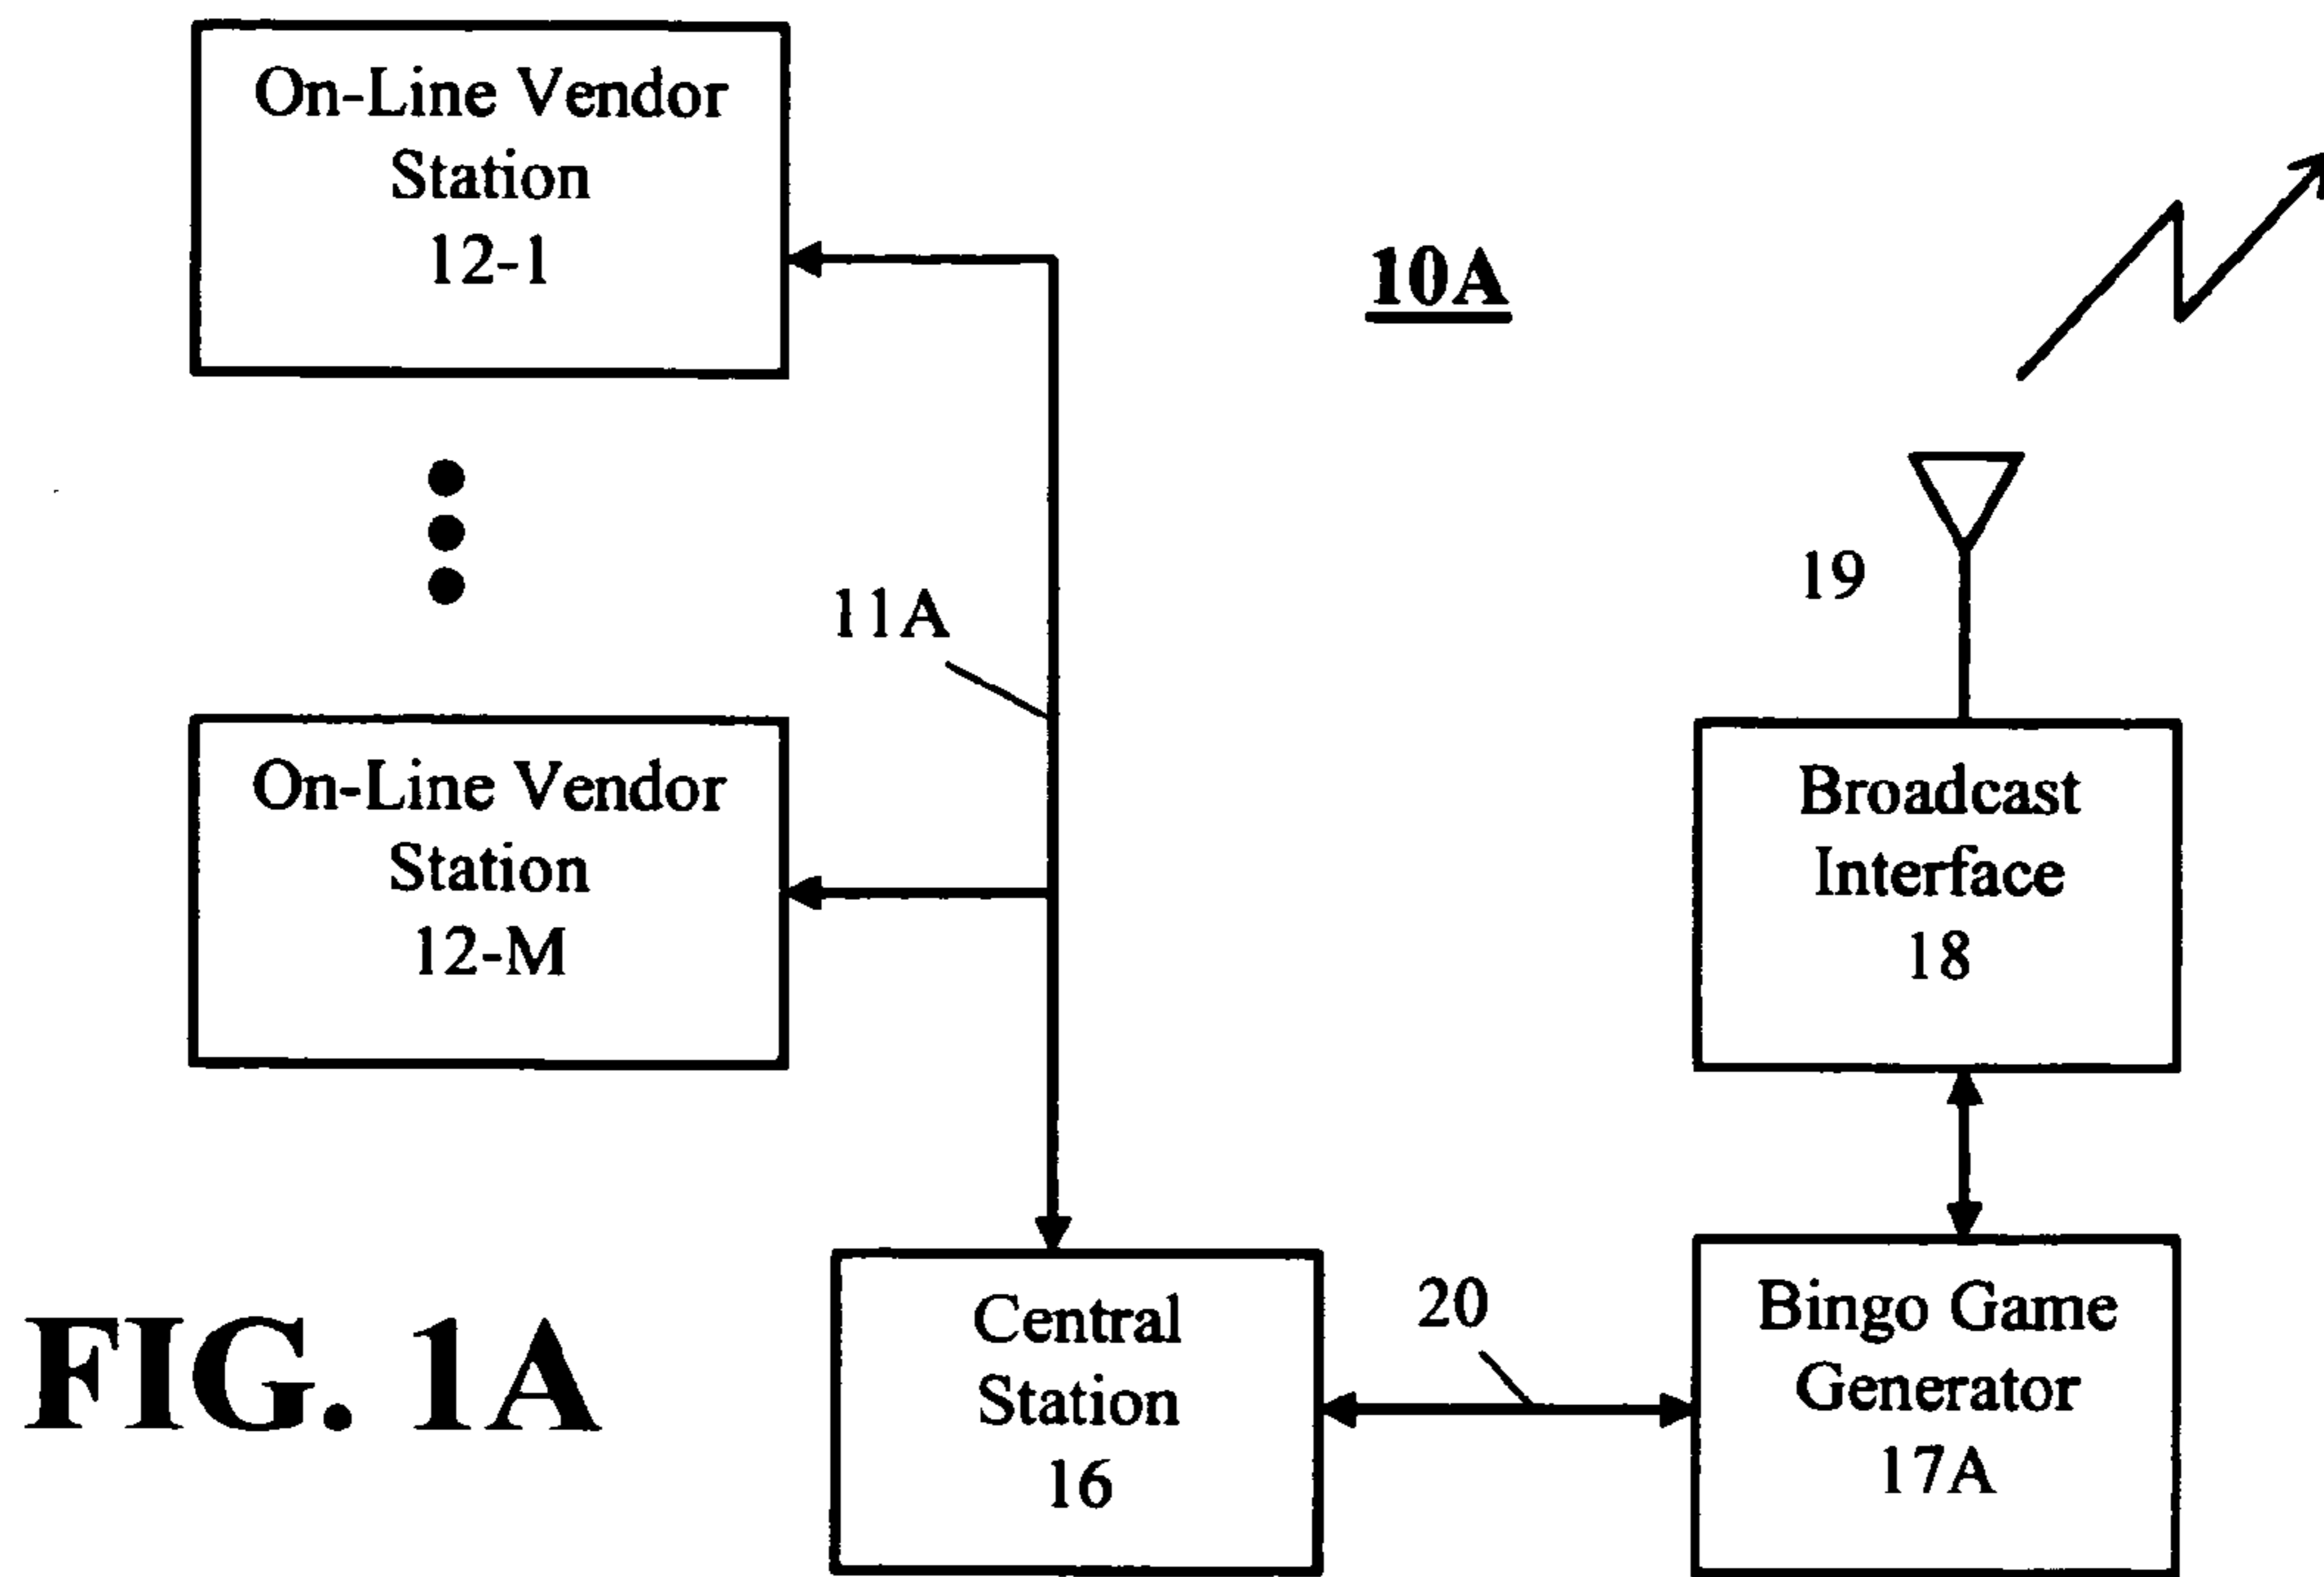 On-Line Vendor
Station
12-1
10A
19
11A
On-Line Vendor
Station
12-M
Broadcast
Interface
18
Central
Station
16
20
Bingo Game
Generator
17A
FIG. 1A